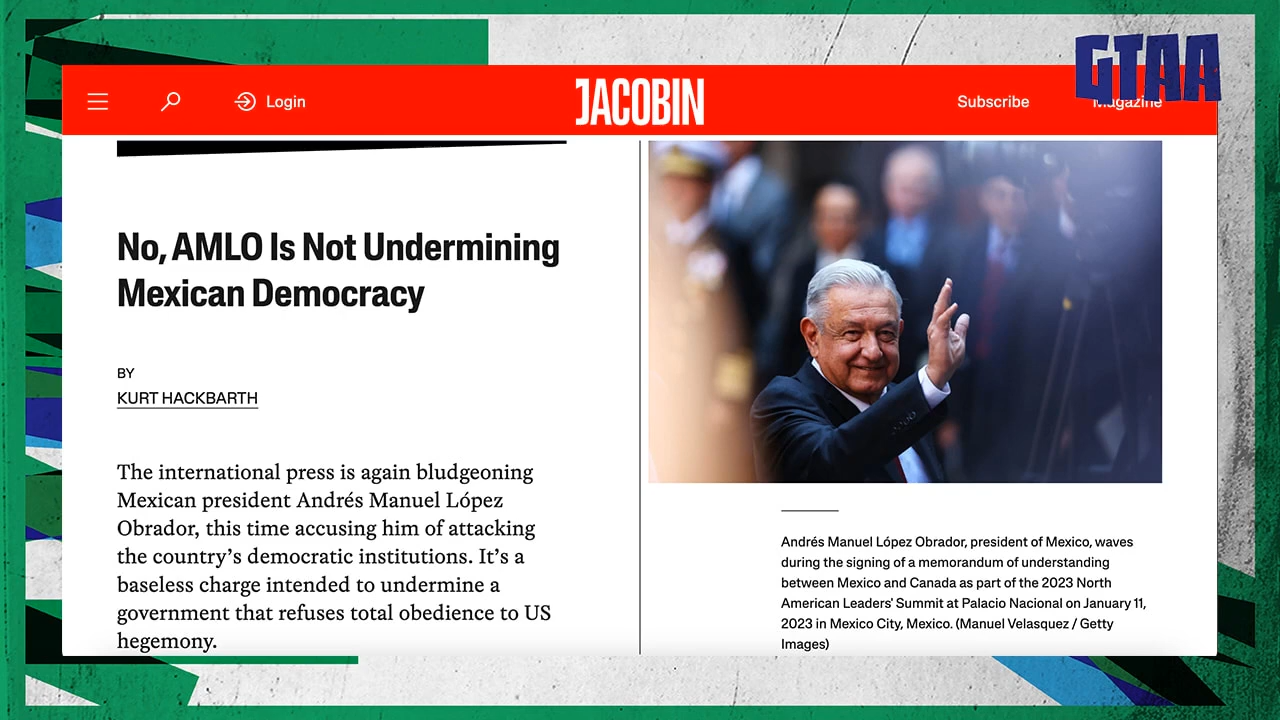 GTAA
Login
JACOBIN
Subscribe
Magazine
No, AMLO Is Not Undermining
Mexican Democracy
BY
KURT HACKBARTH
The international press is again bludgeoning
Mexican president Andrés Manuel López
Obrador, this time accusing him of attacking
the country’s democratic institutions. It’s a
baseless charge intended to undermine a
government that refuses total obedience to US
hegemony.
Andrés Manuel López Obrador, president of Mexico, waves
during the signing of a memorandum of understanding
between Mexico and Canada as part of the 2023 North
American Leaders' Summit at Palacio Nacional on January 11,
2023 in Mexico City, Mexico. (Manuel Velasquez / Getty
Images)